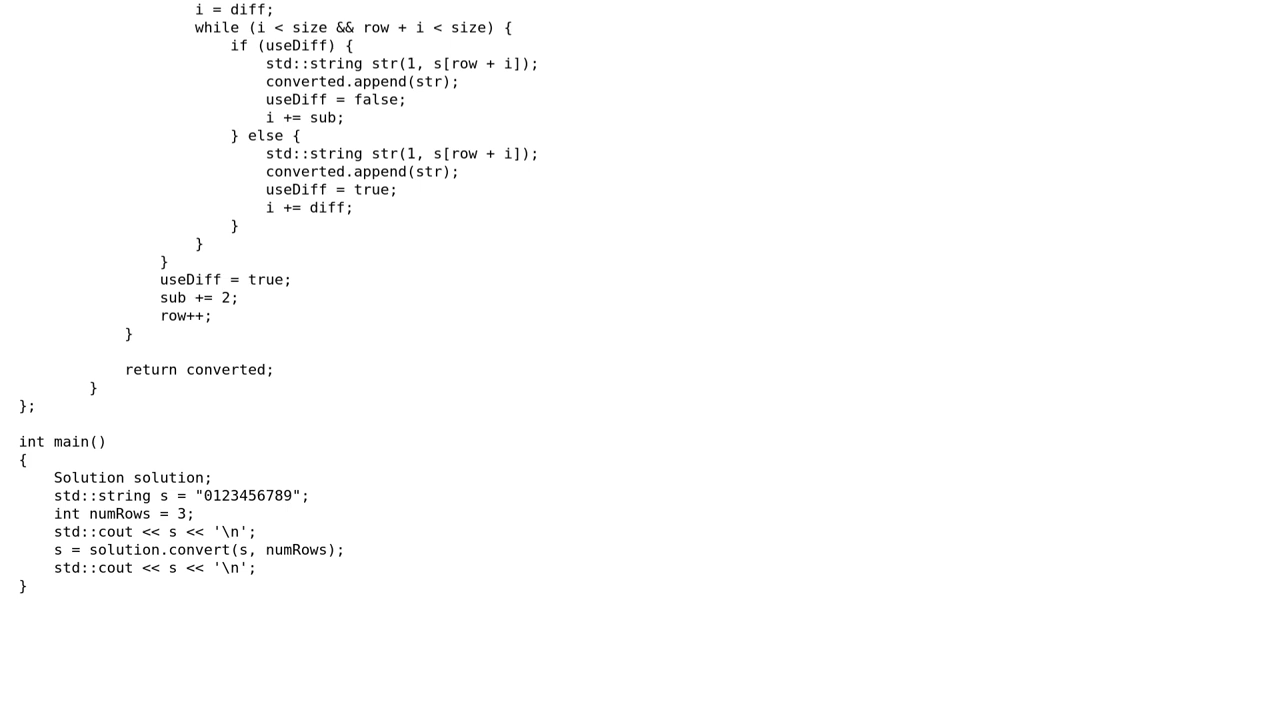 i = diff;
                    while (i < size && row + i < size) {
                        if (useDiff) {
                            std::string str(1, s[row + i]);
                            converted.append(str);
                            useDiff = false;
                            i += sub;
                        } else {
                            std::string str(1, s[row + i]);
                            converted.append(str);
                            useDiff = true;
                            i += diff;
                        }
                    }
                }
                useDiff = true;
                sub += 2;
                row++;
            }

            return converted;
        }
};

int main()
{
    Solution solution;
    std::string s = "0123456789";
    int numRows = 3;
    std::cout << s << '\n';
    s = solution.convert(s, numRows);
    std::cout << s << '\n';
}